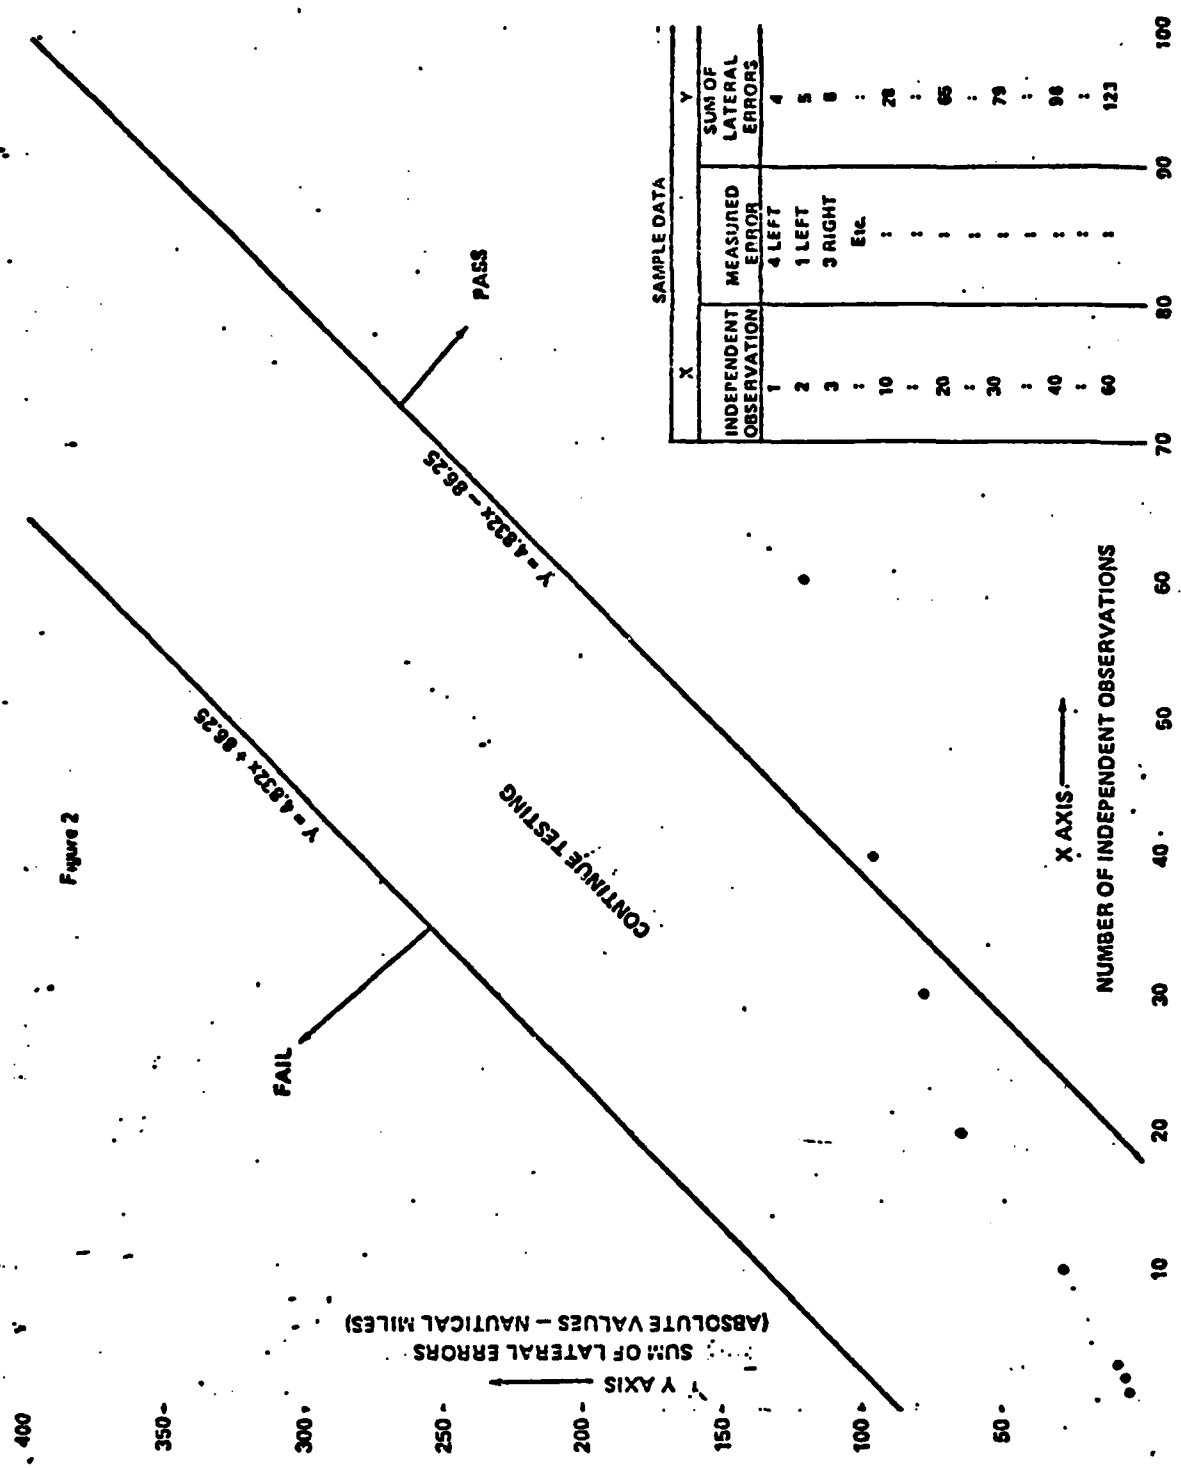 Figure 2
400
350
300
250
200
150
100
50
Y AXIS
SUM OF LATERAL ERRORS
(ABSOLUTE VALUES – NAUTICAL MILES)
FAIL
Y = 4.832x + 86.25
CONTINUE TESTING
Y = 4.832x – 86.25
PASS
SAMPLE DATA
X Y
INDEPENDENT OBSERVATION MEASURED ERROR SUM OF LATERAL ERRORS
1 4 LEFT 4
2 1 LEFT 5
3 3 RIGHT 8
: Etc. :
10 : 28
: : :
20 : 65
: : :
30 : 79
: : :
40 : 98
: : :
60 : 123
10 20 30 40 50 60 70 80 90 100
X AXIS
NUMBER OF INDEPENDENT OBSERVATIONS